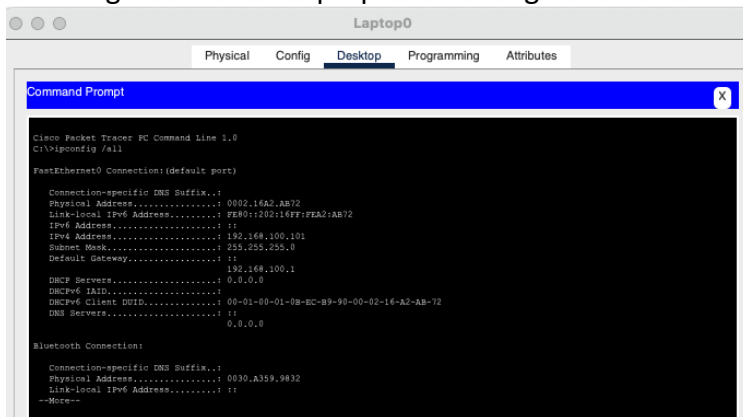 Laptop0
Physical Config Desktop Programming Attributes
Command Prompt
X
Cisco Packet Tracer PC Command Line 1.0
C:\>ipconfig /all
FastEthernet0 Connection:(default port)
Connection-specific DNS Suffix..:
Physical Address................: 0002.16A2.AB72
Link-local IPv6 Address.........: FE80::202:16FF:FEA2:AB72
IPv6 Address....................: ::
IPv4 Address....................: 192.168.100.101
Subnet Mask.....................: 255.255.255.0
Default Gateway.................: ::
192.168.100.1
DHCP Servers....................: 0.0.0.0
DHCPv6 IAID.....................:
DHCPv6 Client DUID..............: 00-01-00-01-0B-EC-B9-90-00-02-16-A2-AB-72
DNS Servers.....................: ::
0.0.0.0
Bluetooth Connection:
Connection-specific DNS Suffix..:
Physical Address................: 0030.A359.9832
Link-local IPv6 Address.........: ::
--More--